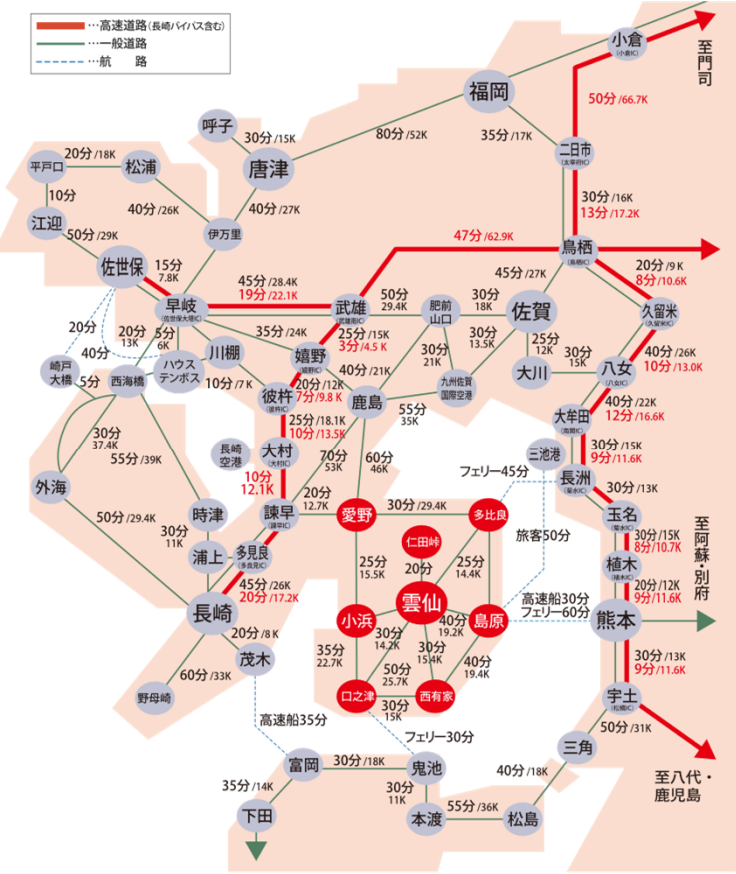 …高速道路(長崎バイパス含む)
…一般道路
…航　　路
小倉
(小倉IC)
至門司
福岡
50分/66.7K
呼子
30分/15K
80分/52K
35分/17K
二日市
(太宰府IC)
唐津
平戸口
20分/18K
松浦
30分/16K
13分/17.2K
10分
40分/26K
40分/27K
江迎
50分/29K
伊万里
47分/62.9K
鳥栖
(鳥栖IC)
佐世保
15分
7.8K
45分/28.4K
19分/22.1K
45分/27K
20分/9K
8分/10.6K
早岐
(佐世保大塔IC)
武雄
(武雄南IC)
50分
29.4K
肥前
山口
30分
18K
佐賀
久留米
(久留米IC)
20分
40分
20分
13K
5分
6K
35分/24K
25分/15K
3分/4.5K
30分
13.5K
25分
12K
40分/26K
10分/13.0K
川棚
嬉野
(嬉野IC)
30分
21K
30分
15K
崎戸
大橋
5分
西海橋
ハウス
テンボス
10分/7K
20分/12K
7分/9.8K
40分/21K
九州佐賀
国際空港
大川
八女
(八女IC)
彼杵
(彼杵IC)
鹿島
55分
35K
40分/22K
12分/16.6K
25分/18.1K
10分/13.5K
大牟田
(南関IC)
30分
37.4K
55分/39K
長崎
空港
大村
(大村IC)
70分
53K
60分
46K
三池港
30分/15K
9分/11.6K
フェリー45分
10分
12.1K
長洲
(菊水IC)
外海
20分
12.7K
30分/13K
50分/29.4K
時津
諫早
(諫早IC)
愛野
30分/29.4K
多比良
玉名
(菊水IC)
30分
11K
旅客50分
30分/15K
8分/10.7K
至阿蘇・別府
浦上
多見良
(多良見IC)
仁田峠
25分
15.5K
20分
25分
14.4K
植木
(植木IC)
45分/26K
20分/17.2K
20分/12K
9分/11.6K
高速船30分
フェリー60分
長崎
小浜
雲仙
40分
19.2K
島原
熊本
20分/8K
30分
14.2K
30分
15.4K
35分
22.7K
茂木
50分
25.7K
40分
19.4K
30分/13K
9分/11.6K
60分/33K
野母崎
口之津
30分
15K
西有家
宇土
(松橋IC)
高速船35分
フェリー30分
50分/31K
三角
富岡
30分/18K
鬼池
40分/18K
至八代・
鹿児島
35分/14K
30分
11K
下田
本渡
55分/36K
松島